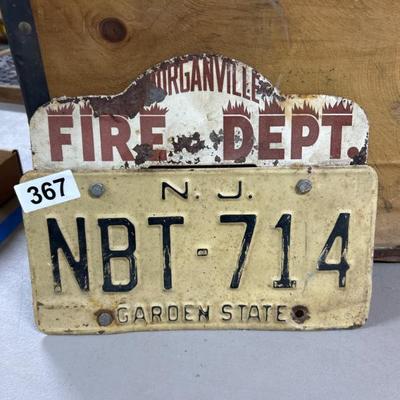 MORGANVILLE
FIRE DEPT.
367
N.J.
NBT-714
GARDEN STATE